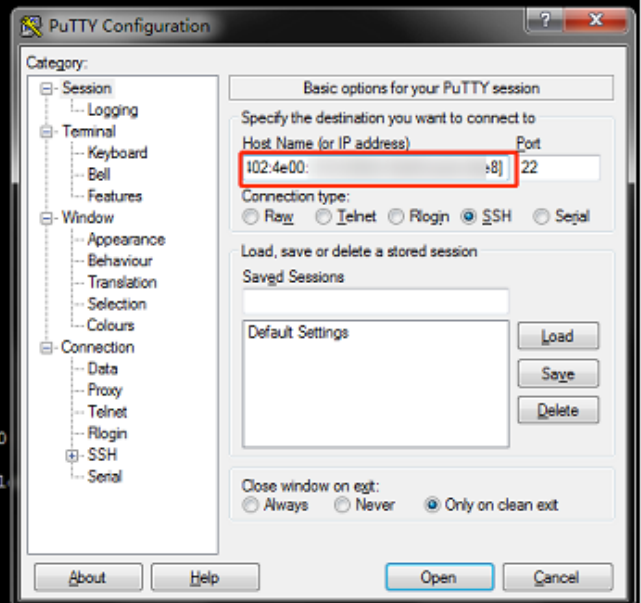 PuTTY Configuration
Category:
Session
Logging
Terminal
Keyboard
Bell
Features
Window
Appearance
Behaviour
Translation
Selection
Colours
Connection
Data
Proxy
Telnet
Rlogin
SSH
Serial
Basic options for your PuTTY session
Specify the destination you want to connect to
Host Name (or IP address) Port
402:4e00: e8] 22
Connection type:
Raw Telnet Rlogin SSH Serial
Load, save or delete a stored session
Saved Sessions
Default Settings
Load
Save
Delete
Close window on exit:
Always Never Only on clean exit
About Help Open Cancel